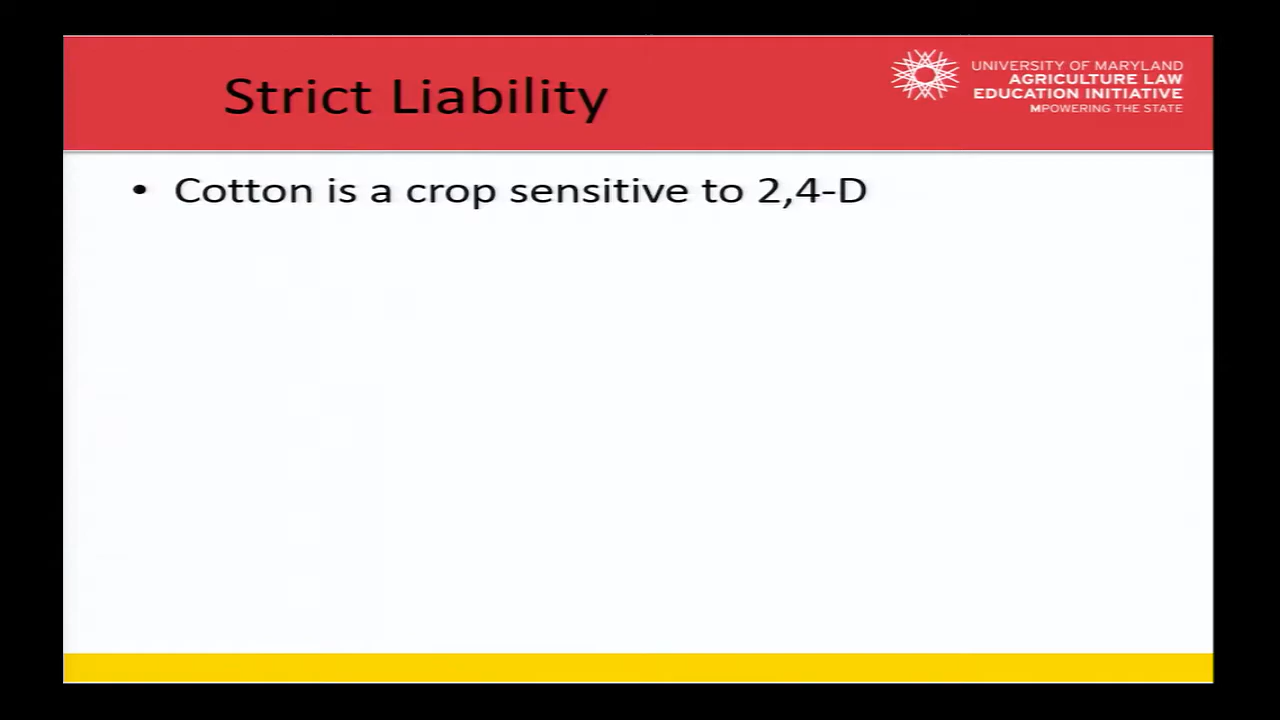 Strict Liability
UNIVERSITY OF MARYLAND
AGRICULTURE LAW
EDUCATION INITIATIVE
MPOWERING THE STATE
• Cotton is a crop sensitive to 2,4-D